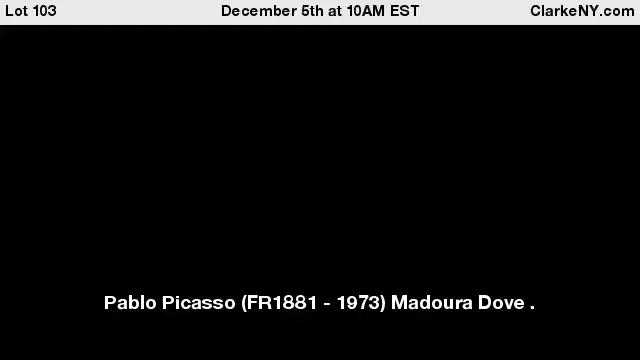 Lot 103 December 5th at 10AM EST ClarkeNY.com
Pablo Picasso (FR1881 - 1973) Madoura Dove .